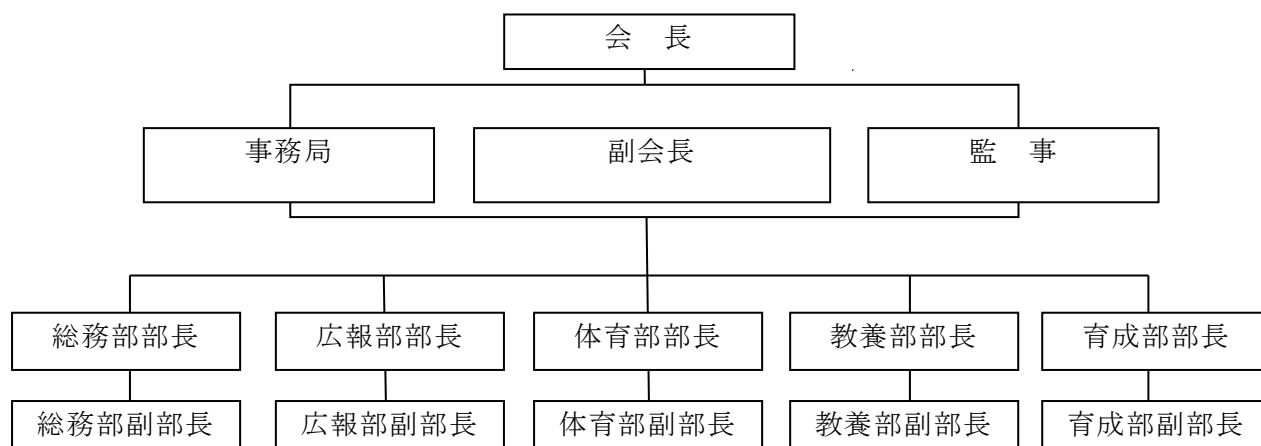 会　長
事務局　副会長　監　事
総務部部長　広報部部長　体育部部長　教養部部長　育成部部長
総務部副部長　広報部副部長　体育部副部長　教養部副部長　育成部副部長